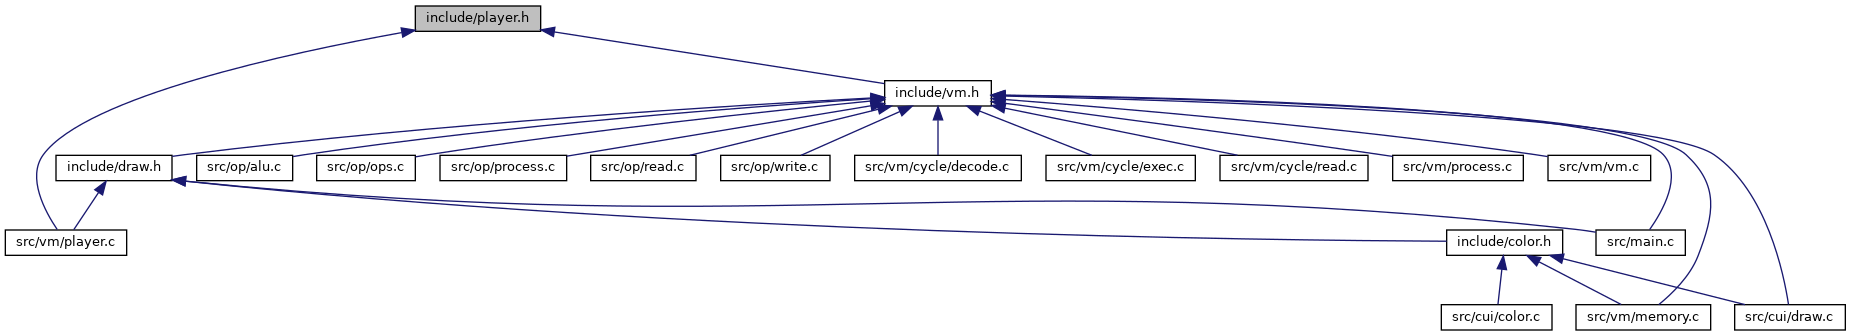 include/player.h
include/vm.h
include/draw.h
src/op/alu.c
src/op/ops.c
src/op/process.c
src/op/read.c
src/op/write.c
src/vm/cycle/decode.c
src/vm/cycle/exec.c
src/vm/cycle/read.c
src/vm/process.c
src/vm/vm.c
src/vm/player.c
include/color.h
src/main.c
src/cui/color.c
src/vm/memory.c
src/cui/draw.c